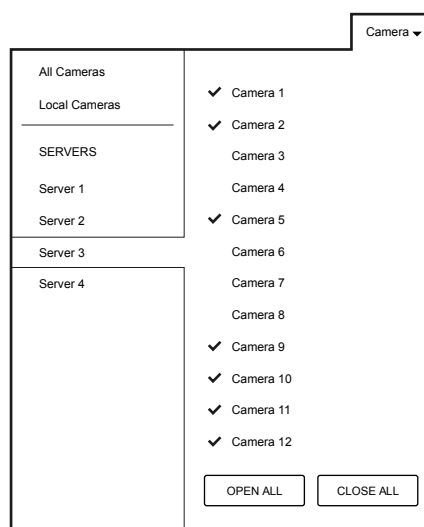 Camera
All Cameras
Local Cameras
SERVERS
Server 1
Server 2
Server 3
Server 4
Camera 1
Camera 2
Camera 3
Camera 4
Camera 5
Camera 6
Camera 7
Camera 8
Camera 9
Camera 10
Camera 11
Camera 12
OPEN ALL
CLOSE ALL